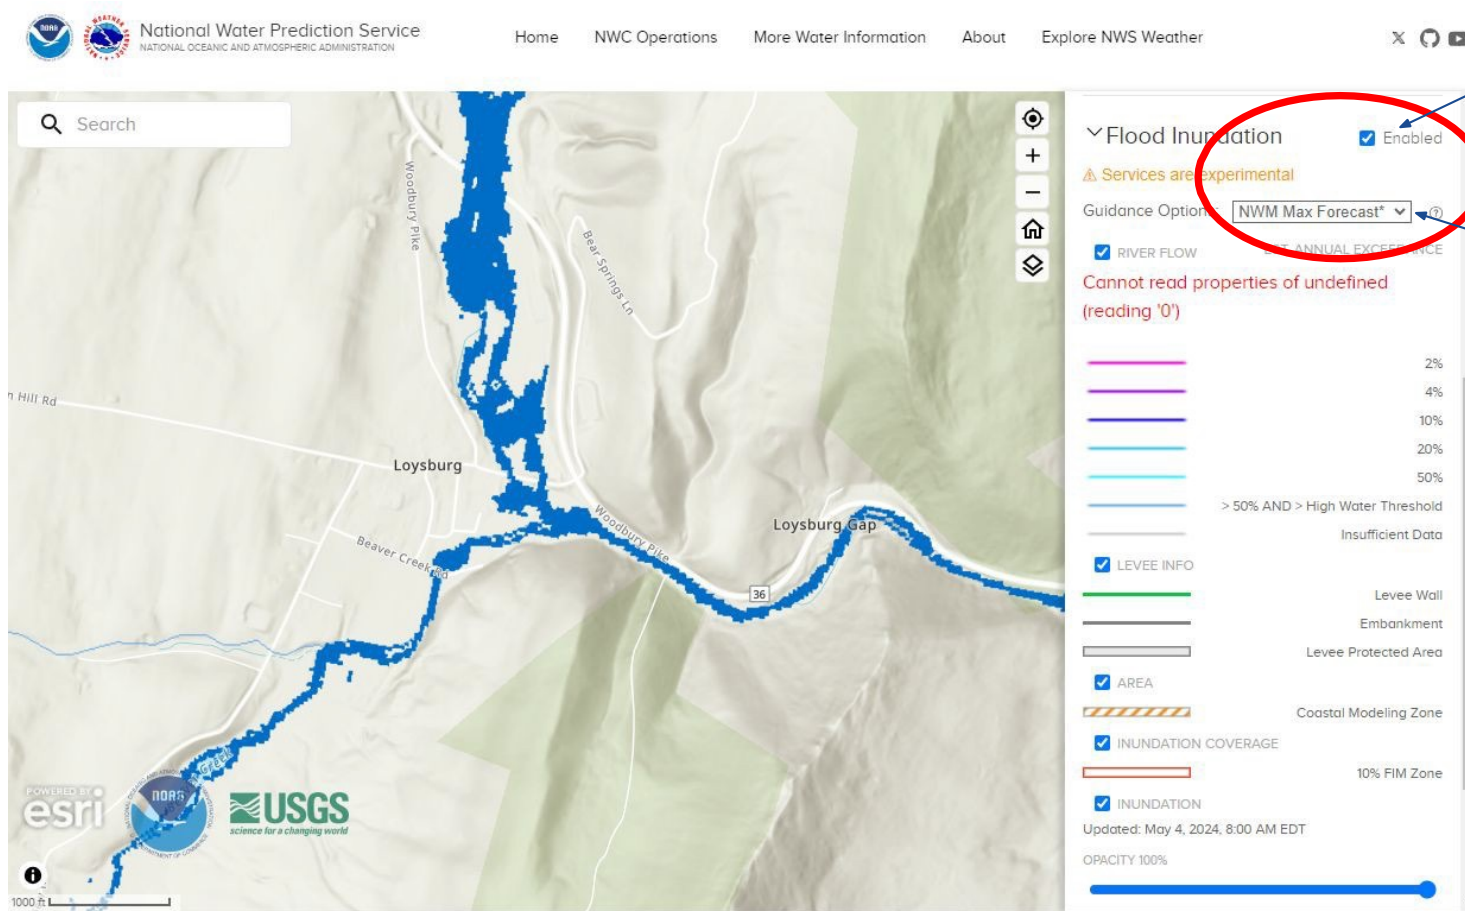 National Water Prediction Service
NATIONAL OCEANIC AND ATMOSPHERIC ADMINISTRATION
Home
NWC Operations
More Water Information
About
Explore NWS Weather
Search
Woodbury Pike
Bear Springs Ln
n Hill Rd
Loysburg
Woodbury Pike
Loysburg Gap
Beaver Creek Rd
36
Creek
POWERED BY
esri
NOAA
USGS
science for a changing world
1000 ft
Flood Inundation
Enabled
Services are experimental
Guidance Option
NWM Max Forecast*
RIVER FLOW
ANNUAL EXCEEDANCE
Cannot read properties of undefined
(reading '0')
2%
4%
10%
20%
50%
> 50% AND > High Water Threshold
Insufficient Data
LEVEE INFO
Levee Wall
Embankment
Levee Protected Area
AREA
Coastal Modeling Zone
INUNDATION COVERAGE
10% FIM Zone
INUNDATION
Updated: May 4, 2024, 8:00 AM EDT
OPACITY 100%